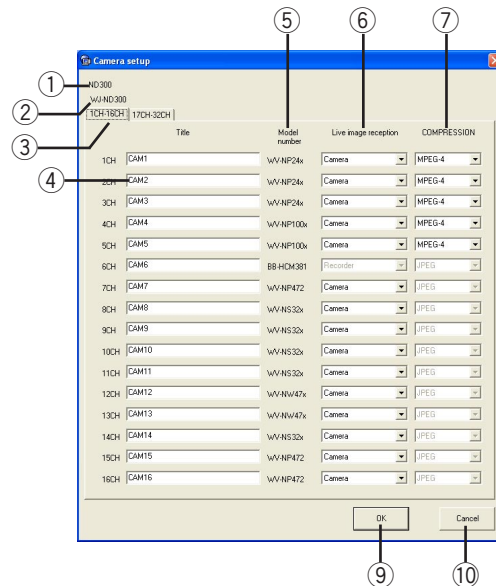 ⑤ ⑥ ⑦
Camera setup
① ND300
② WJ-ND300
1CH-16CH 17CH-32CH
③
Title Model number Live image reception COMPRESSION
1CH CAM1 WV-NP24x Camera MPEG-4
④ 2CH CAM2 WV-NP24x Camera MPEG-4
3CH CAM3 WV-NP24x Camera MPEG-4
4CH CAM4 WV-NP100x Camera MPEG-4
5CH CAM5 WV-NP100x Camera MPEG-4
6CH CAM6 BB-HCM381 Recorder JPEG
7CH CAM7 WV-NP472 Camera JPEG
8CH CAM8 WV-NS32x Camera JPEG
9CH CAM9 WV-NS32x Camera JPEG
10CH CAM10 WV-NS32x Camera JPEG
11CH CAM11 WV-NS32x Camera JPEG
12CH CAM12 WV-NW47x Camera JPEG
13CH CAM13 WV-NW47x Camera JPEG
14CH CAM14 WV-NS32x Camera JPEG
15CH CAM15 WV-NP472 Camera JPEG
16CH CAM16 WV-NP472 Camera JPEG
OK Cancel
⑨ ⑩